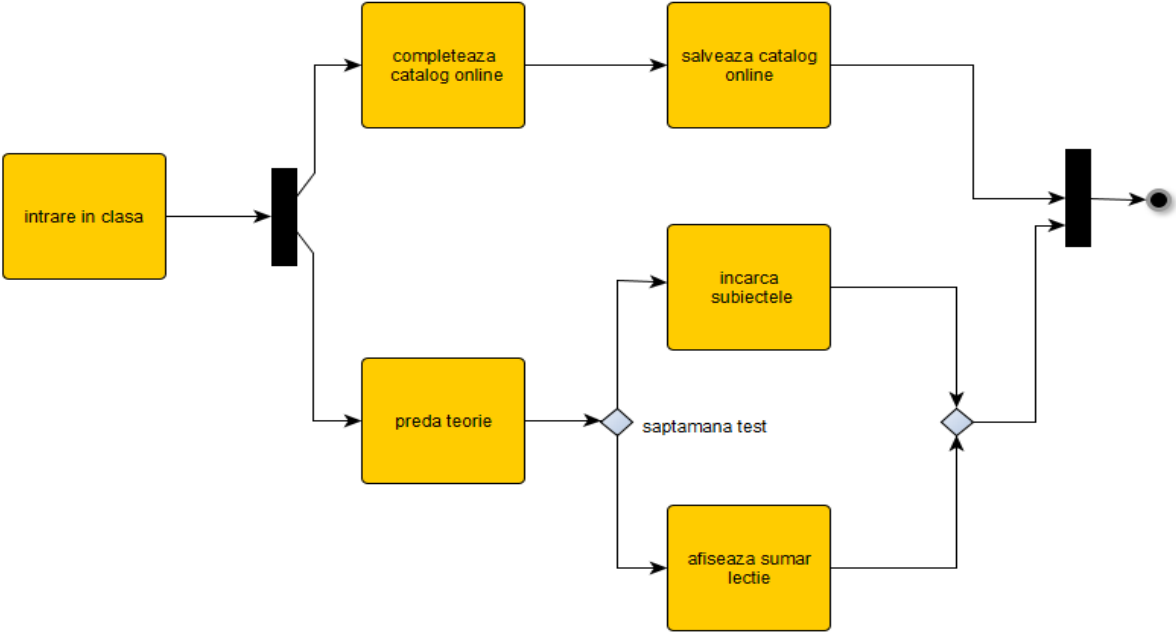 completeaza
catalog online
salveaza catalog
online
intrare in clasa
incarca
subiectele
preda teorie
saptamana test
afiseaza sumar
lectie